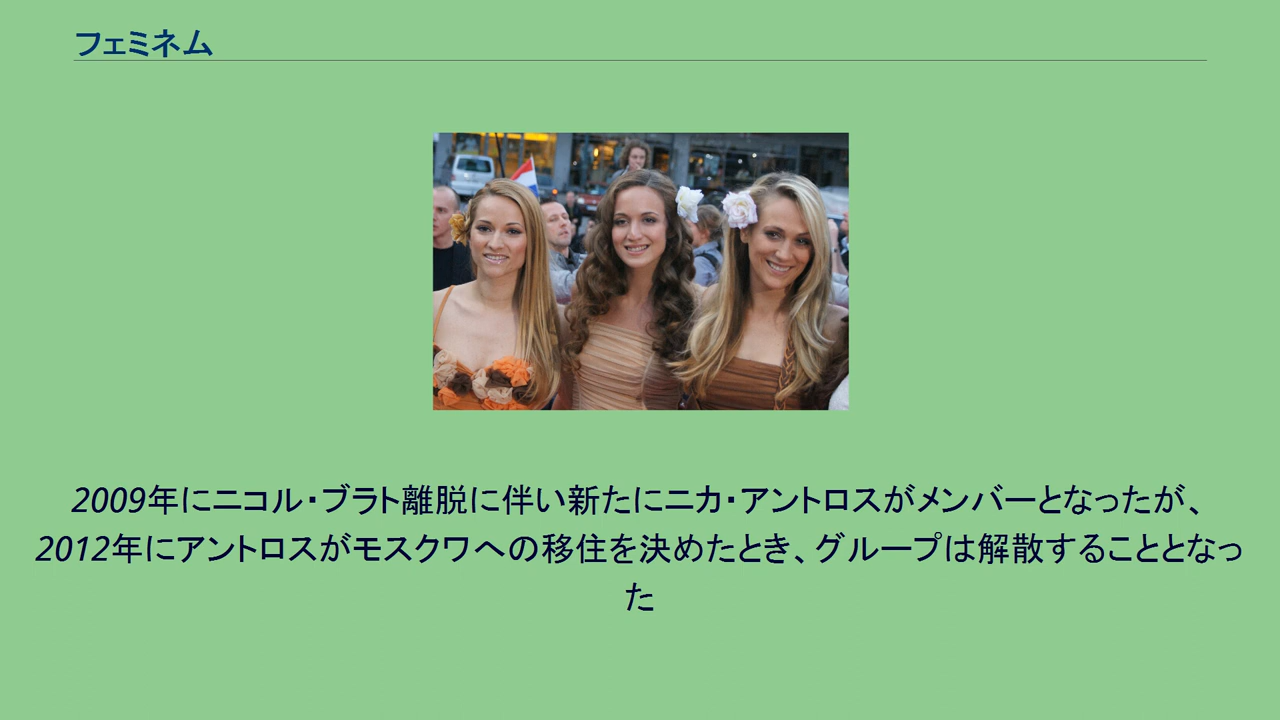 フェミネム
2009年にニコル・ブラト離脱に伴い新たにニカ・アントロスがメンバーとなったが、
2012年にアントロスがモスクワへの移住を決めたとき、グループは解散することとなっ
た